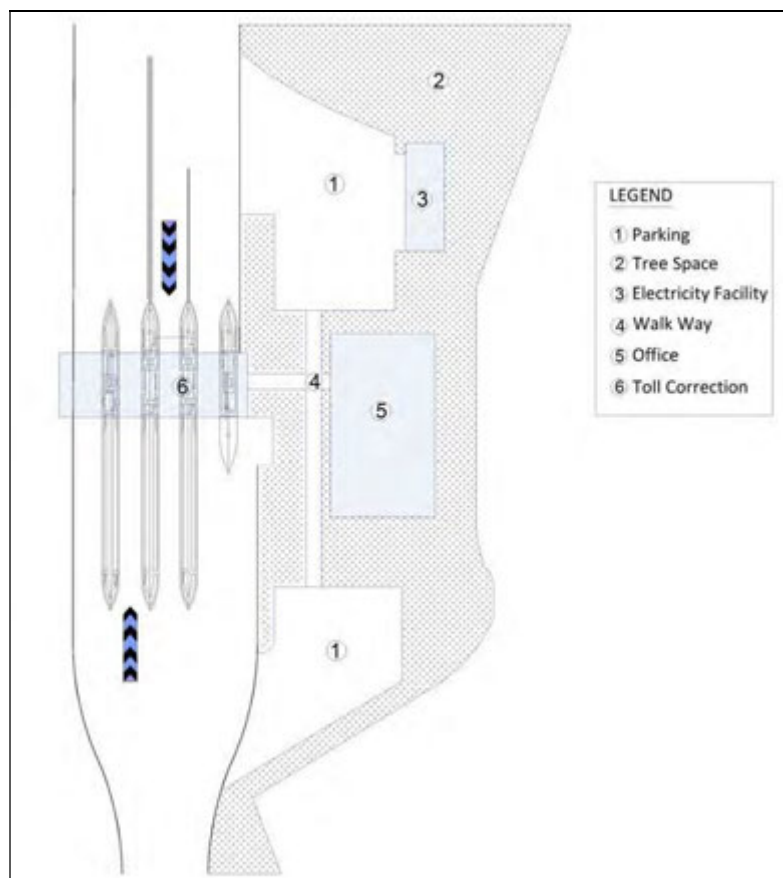 ②
①
③
⑥
④
⑤
①
LEGEND
① Parking
② Tree Space
③ Electricity Facility
④ Walk Way
⑤ Office
⑥ Toll Correction